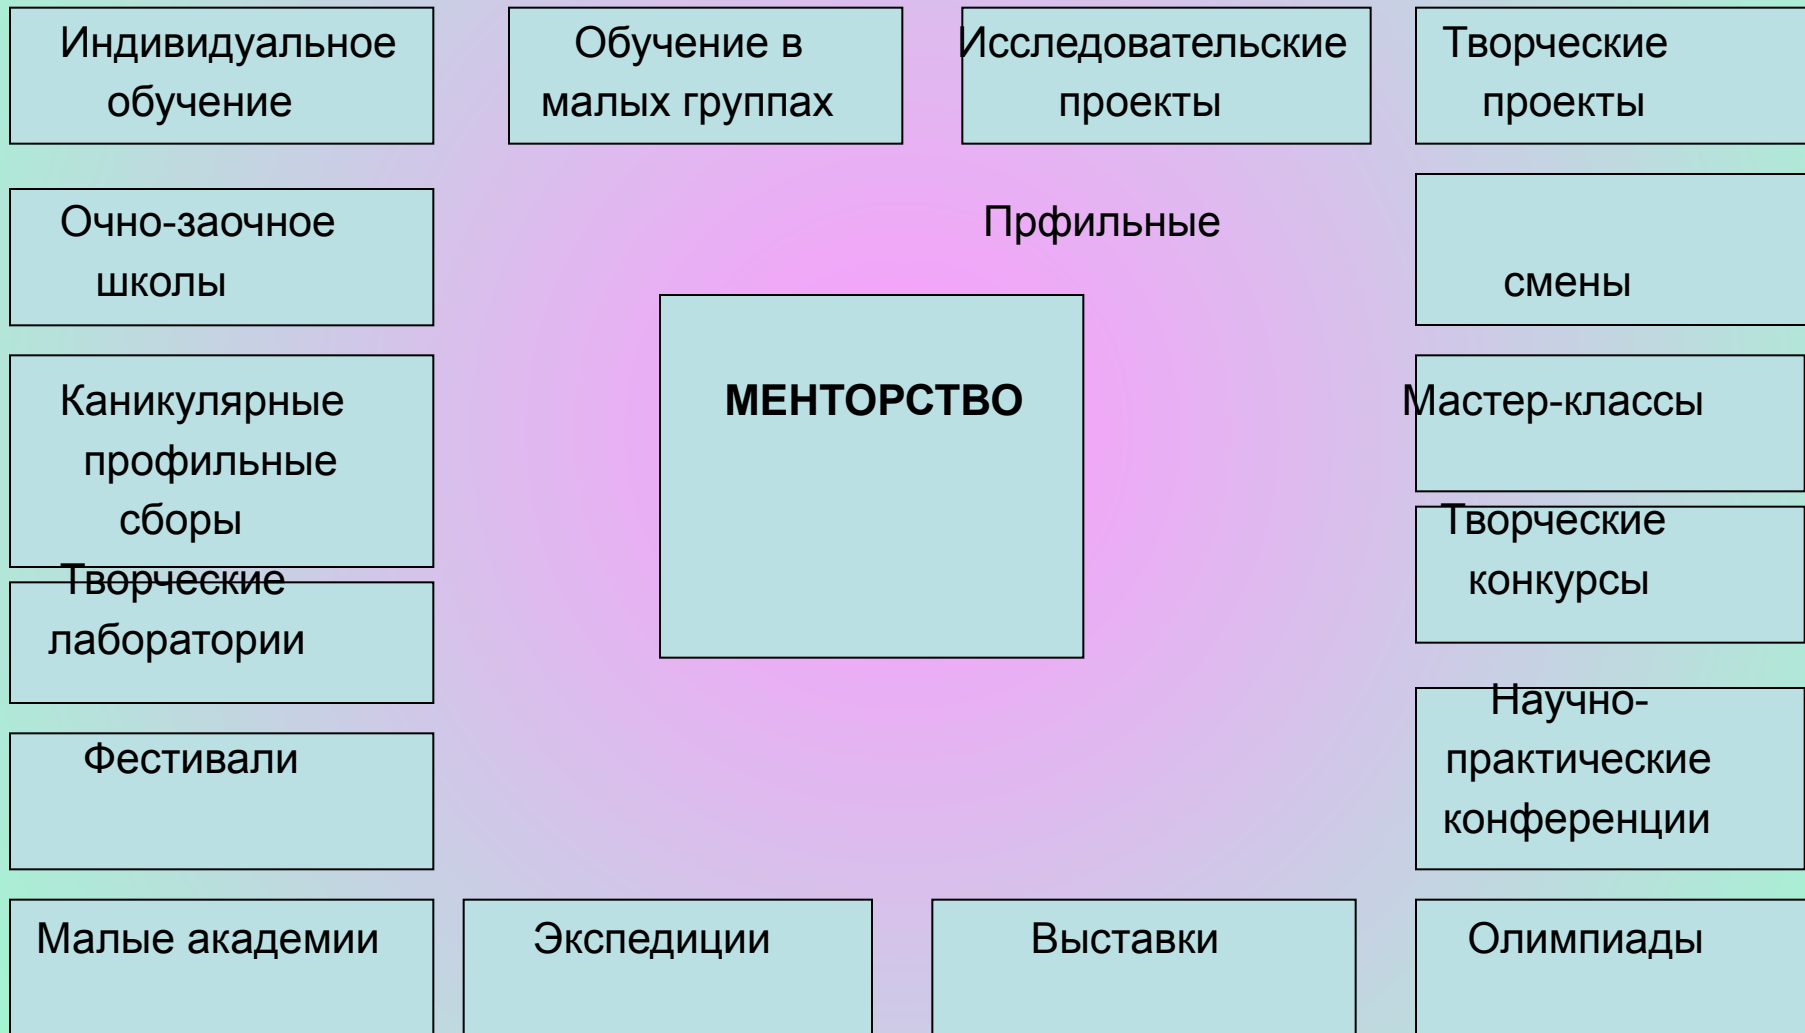 Индивидуальное
обучение
Обучение в
малых группах
Исследовательские
проекты
Творческие
проекты
Очно-заочное
школы
Прфильные
смены
Каникулярные
профильные
сборы
МЕНТОРСТВО
Мастер-классы
Творческие
лаборатории
Творческие
конкурсы
Фестивали
Научно-
практические
конференции
Малые академии
Экспедиции
Выставки
Олимпиады